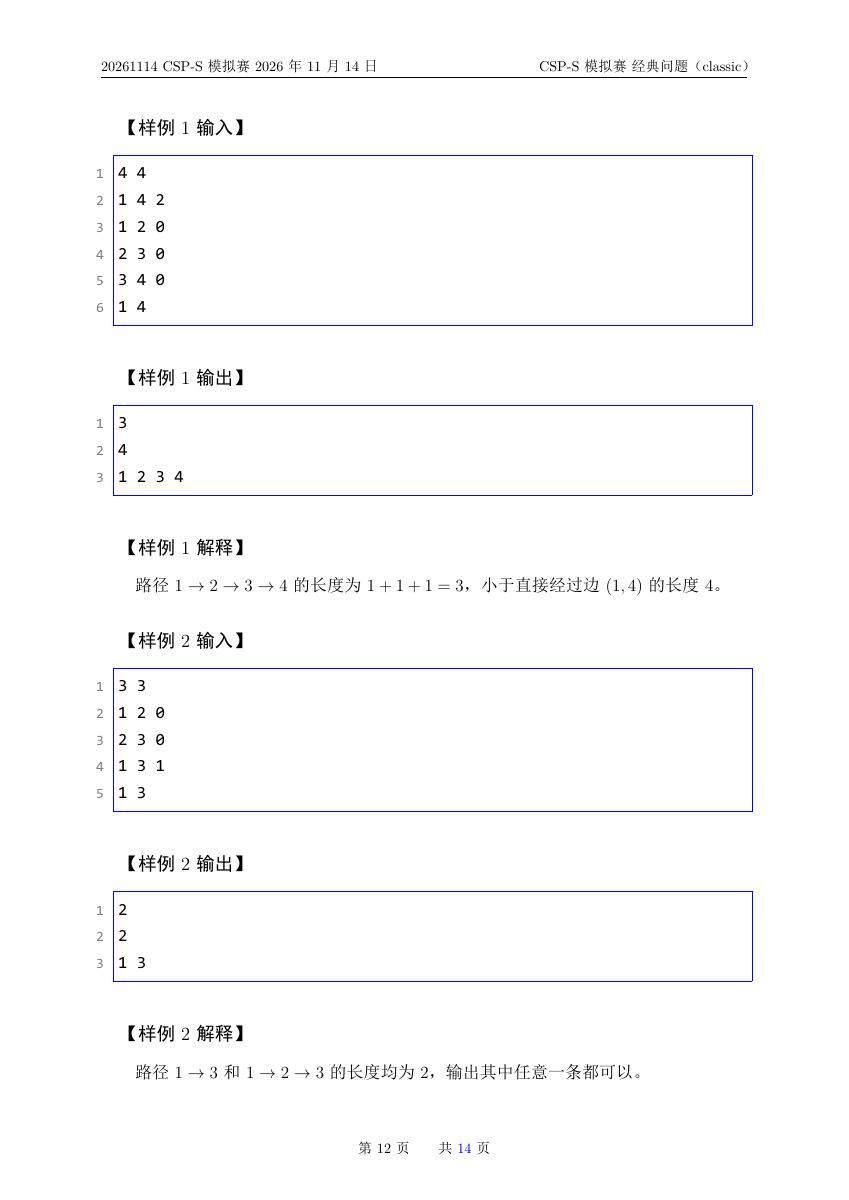 20261114 CSP-S 模拟赛 2026 年 11 月 14 日 CSP-S 模拟赛 经典问题（classic）
【样例 1 输入】
1 4 4
2 1 4 2
3 1 2 0
4 2 3 0
5 3 4 0
6 1 4
【样例 1 输出】
1 3
2 4
3 1 2 3 4
【样例 1 解释】
路径 1 → 2 → 3 → 4 的长度为 1 + 1 + 1 = 3，小于直接经过边 (1, 4) 的长度 4。
【样例 2 输入】
1 3 3
2 1 2 0
3 2 3 0
4 1 3 1
5 1 3
【样例 2 输出】
1 2
2 2
3 1 3
【样例 2 解释】
路径 1 → 3 和 1 → 2 → 3 的长度均为 2，输出其中任意一条都可以。
第 12 页 共 14 页